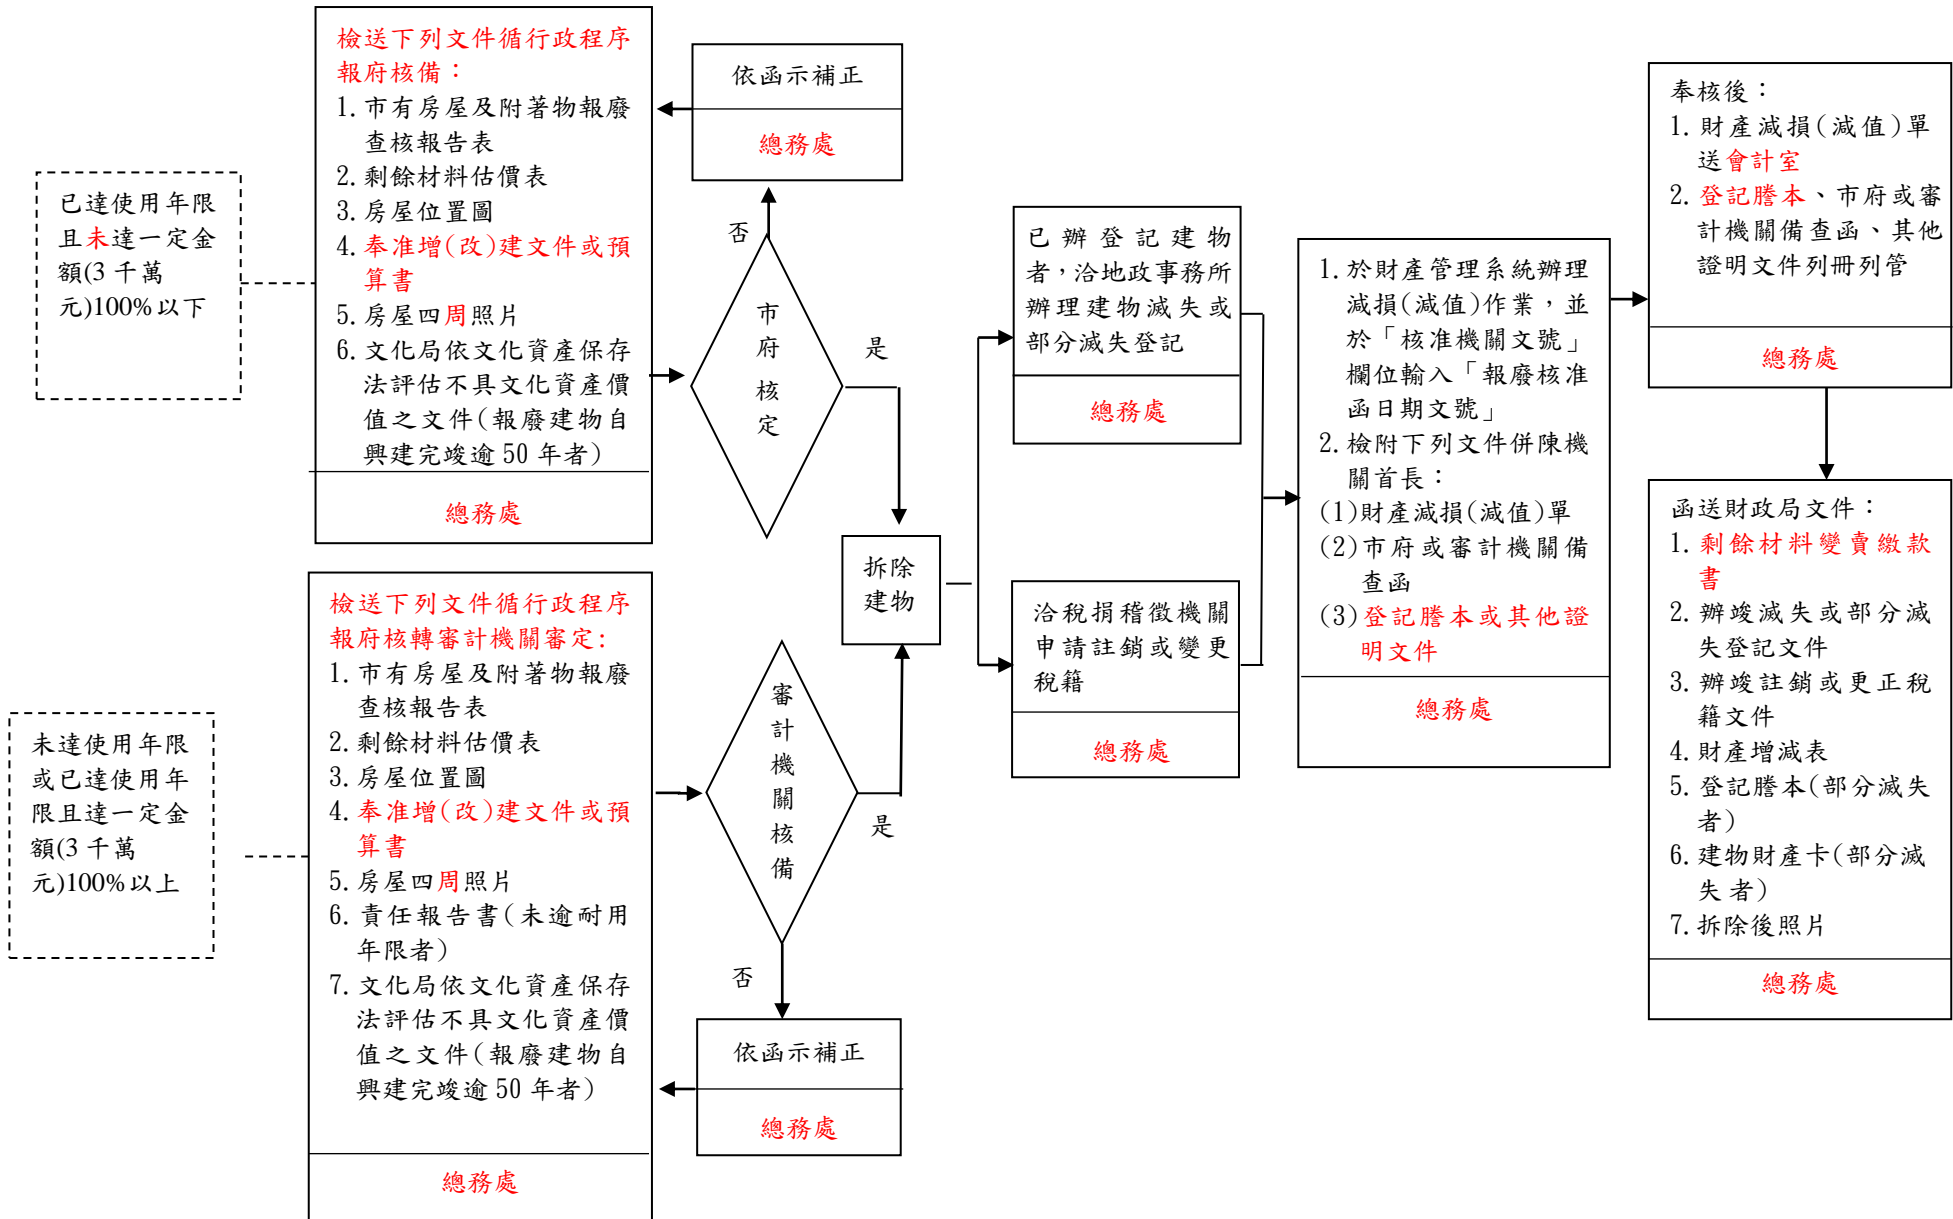 已達使用年限
且未達一定金
額(3 千萬
元)100%以下
檢送下列文件循行政程序
報府核備：
1.市有房屋及附著物報廢
查核報告表
2.剩餘材料估價表
3.房屋位置圖
4.奉准增(改)建文件或預
算書
5.房屋四周照片
6.文化局依文化資產保存
法評估不具文化資產價
值之文件(報廢建物自
興建完竣逾 50 年者)
總務處
依函示補正
總務處
否
市
府
核
定
是
未達使用年限
或已達使用年
限且達一定金
額(3 千萬
元)100%以上
檢送下列文件循行政程序
報府核轉審計機關審定:
1.市有房屋及附著物報廢
查核報告表
2.剩餘材料估價表
3.房屋位置圖
4.奉准增(改)建文件或預
算書
5.房屋四周照片
6.責任報告書(未逾耐用
年限者)
7.文化局依文化資產保存
法評估不具文化資產價
值之文件(報廢建物自
興建完竣逾 50 年者)
總務處
審
計
機
關
核
備
是
否
依函示補正
總務處
拆除
建物
已辦登記建物
者，洽地政事務所
辦理建物滅失或
部分滅失登記
總務處
洽稅捐稽徵機關
申請註銷或變更
稅籍
總務處
1.於財產管理系統辦理
減損(減值)作業，並
於「核准機關文號」
欄位輸入「報廢核准
函日期文號」
2.檢附下列文件併陳機
關首長：
(1)財產減損(減值)單
(2)市府或審計機關備
查函
(3)登記謄本或其他證
明文件
總務處
奉核後：
1.財產減損(減值)單
送會計室
2.登記謄本、市府或審
計機關備查函、其他
證明文件列冊列管
總務處
函送財政局文件：
1.剩餘材料變賣繳款
書
2.辦竣滅失或部分滅
失登記文件
3.辦竣註銷或更正稅
籍文件
4.財產增減表
5.登記謄本(部分滅失
者)
6.建物財產卡(部分滅
失者)
7.拆除後照片
總務處